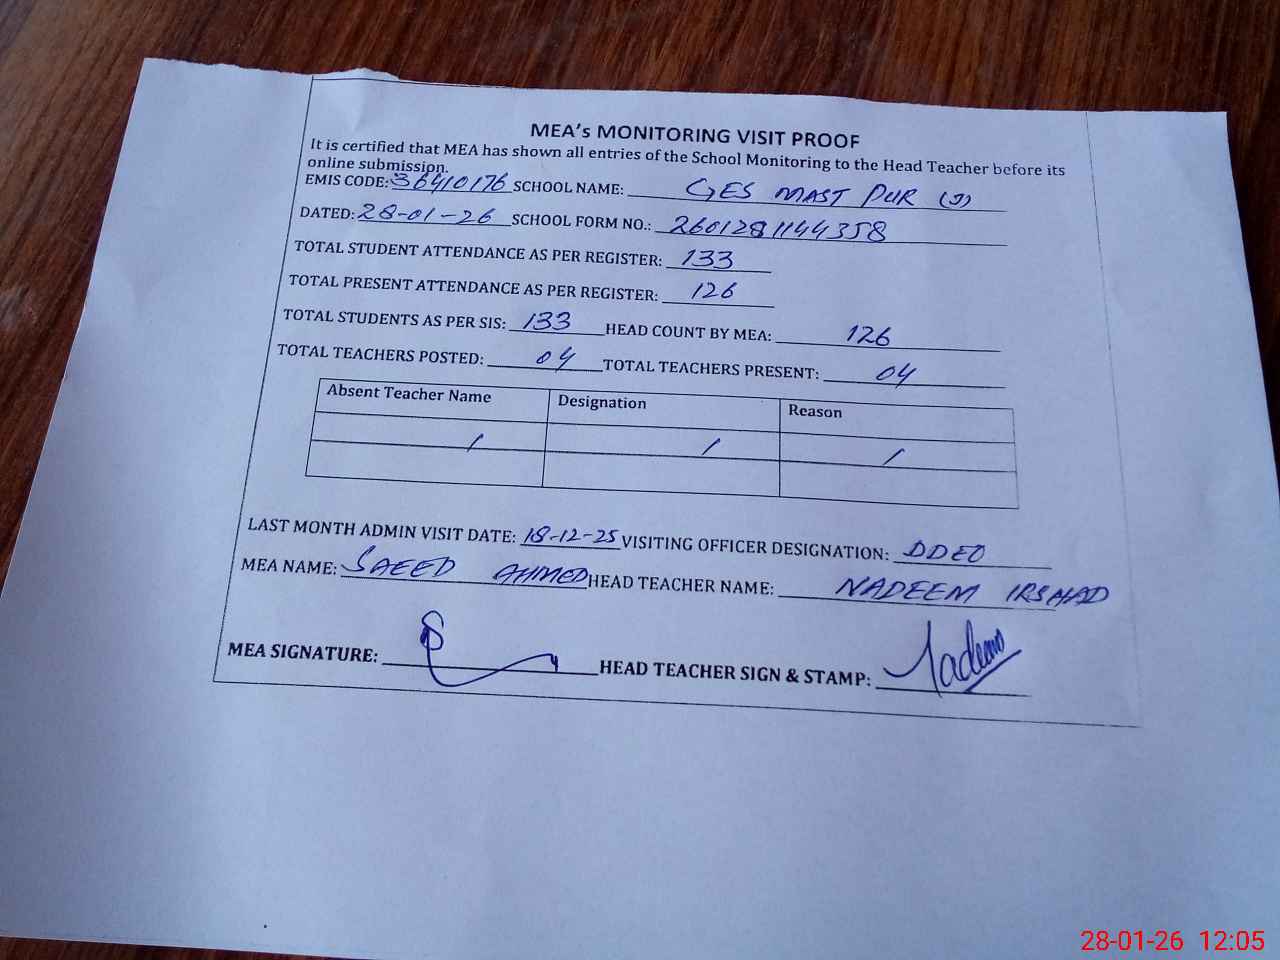 MEA's MONITORING VISIT PROOF
It is certified that MEA has shown all entries of the School Monitoring to the Head Teacher before its
online submission.
EMIS CODE: 36410176 SCHOOL NAME: GES MAST PUR (J)
DATED: 28-01-26 SCHOOL FORM NO.: 2601281144358
TOTAL STUDENT ATTENDANCE AS PER REGISTER: 133
TOTAL PRESENT ATTENDANCE AS PER REGISTER: 126
TOTAL STUDENTS AS PER SIS: 133 HEAD COUNT BY MEA: 126
TOTAL TEACHERS POSTED: 04 TOTAL TEACHERS PRESENT: 04
Absent Teacher Name Designation Reason
/ / /
LAST MONTH ADMIN VISIT DATE: 18-12-25 VISITING OFFICER DESIGNATION: DDEO
MEA NAME: SAEED AHMED HEAD TEACHER NAME: NADEEM IRSHAD
MEA SIGNATURE: HEAD TEACHER SIGN & STAMP: Nadeem
28-01-26 12:05